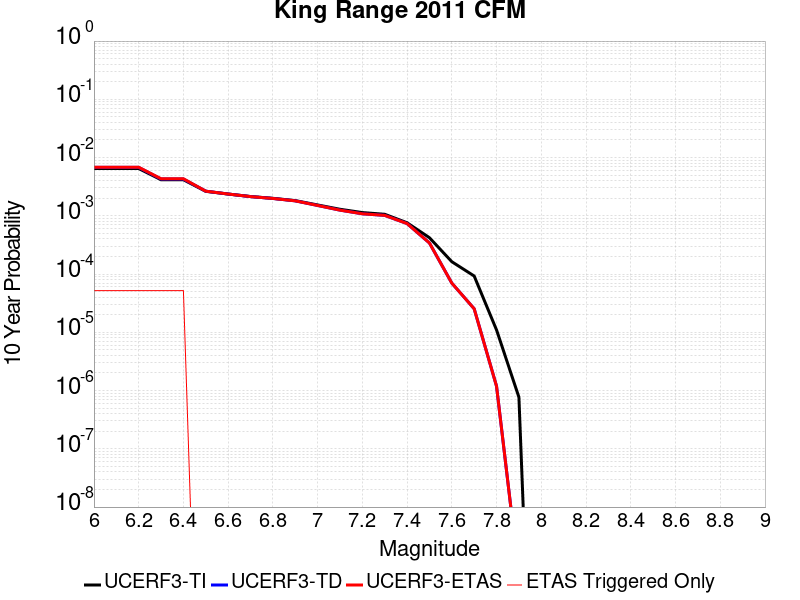 King Range 2011 CFM
10 0
10 -1
10 -2
10 -3
10 -4
10 -5
10 -6
10 -7
10 -8
10 Year Probability
6 6.2 6.4 6.6 6.8 7 7.2 7.4 7.6 7.8 8 8.2 8.4 8.6 8.8 9
Magnitude
UCERF3-TI UCERF3-TD UCERF3-ETAS ETAS Triggered Only